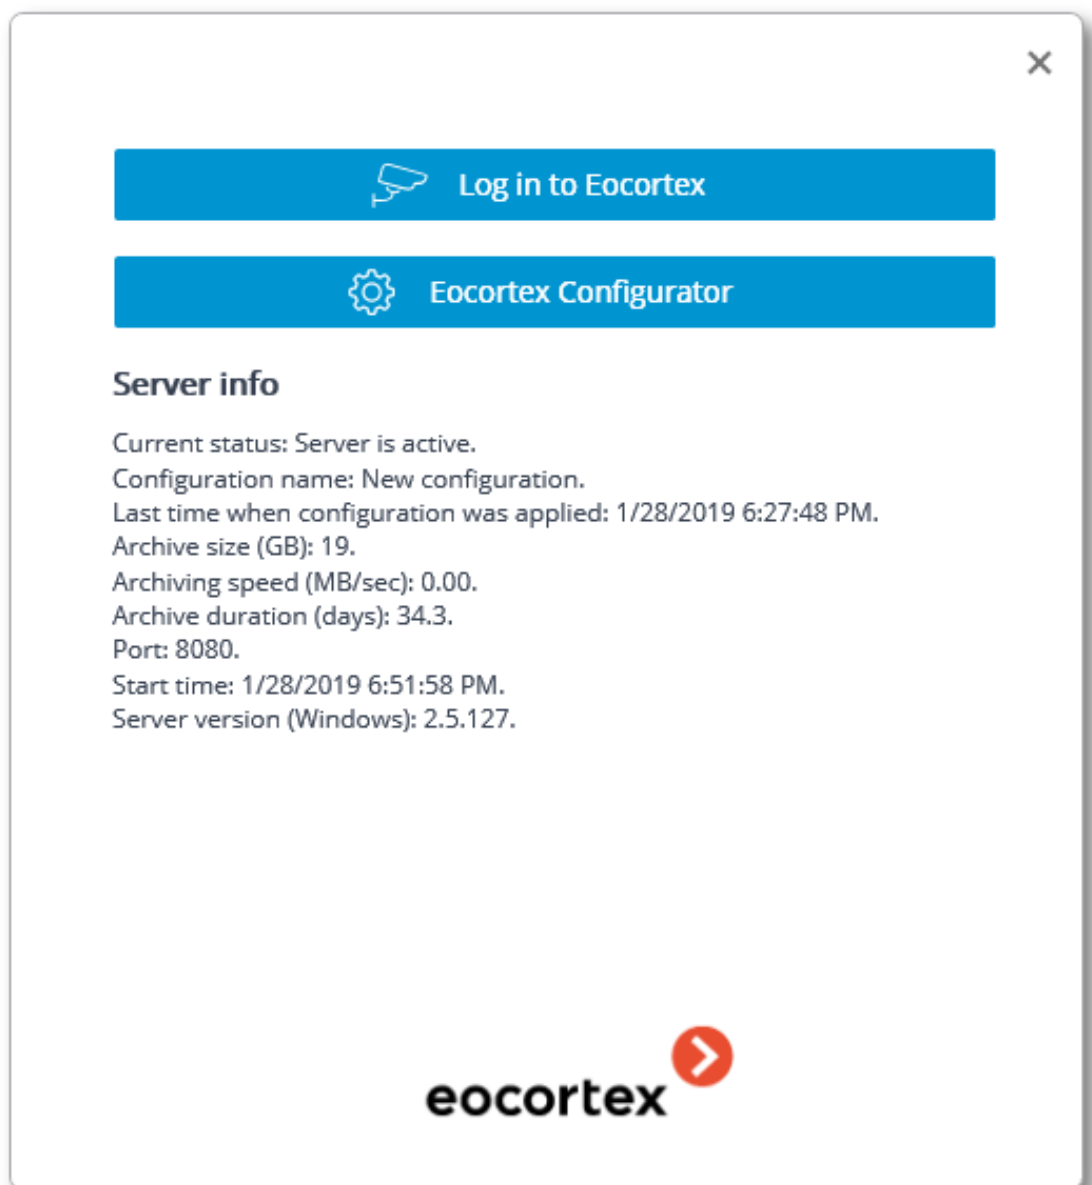 Log in to Eocortex
Eocortex Configurator
Server info
Current status: Server is active.
Configuration name: New configuration.
Last time when configuration was applied: 1/28/2019 6:27:48 PM.
Archive size (GB): 19.
Archiving speed (MB/sec): 0.00.
Archive duration (days): 34.3.
Port: 8080.
Start time: 1/28/2019 6:51:58 PM.
Server version (Windows): 2.5.127.
eocortex